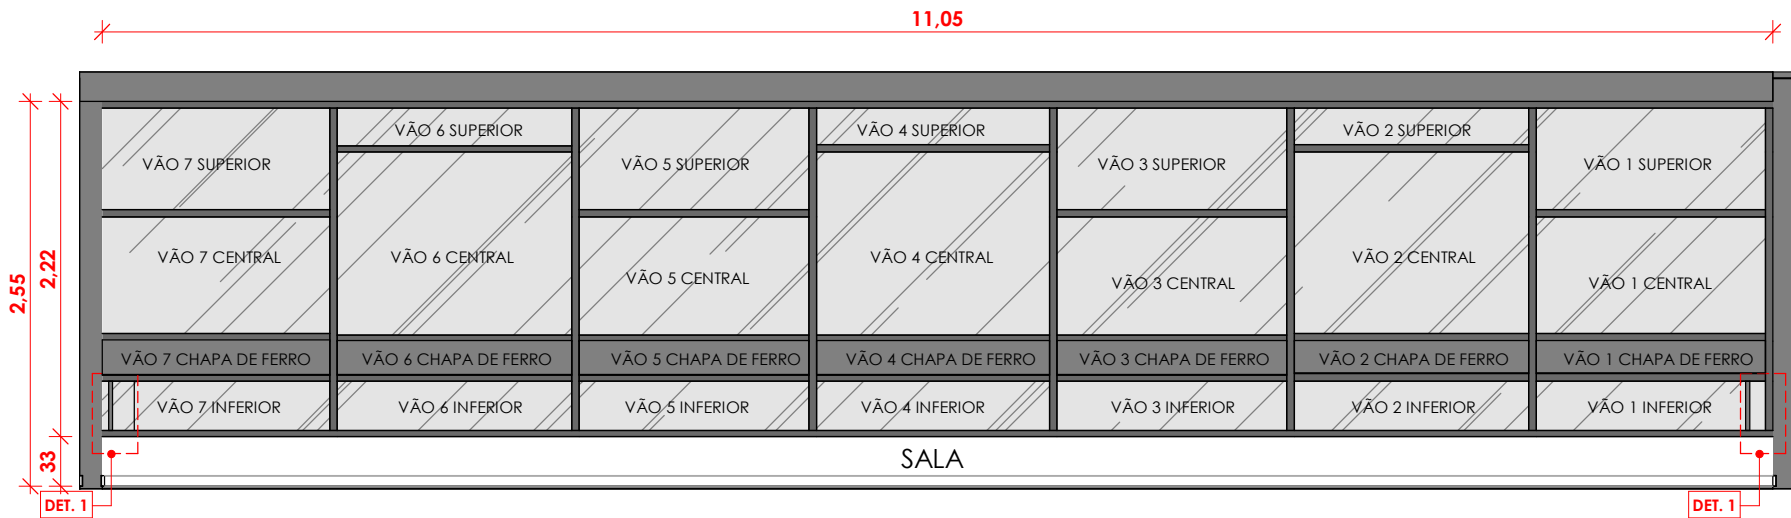 11,05
VÃO 6 SUPERIOR
VÃO 4 SUPERIOR
VÃO 2 SUPERIOR
VÃO 7 SUPERIOR
VÃO 5 SUPERIOR
VÃO 3 SUPERIOR
VÃO 1 SUPERIOR
VÃO 7 CENTRAL
VÃO 6 CENTRAL
VÃO 5 CENTRAL
VÃO 4 CENTRAL
VÃO 3 CENTRAL
VÃO 2 CENTRAL
VÃO 1 CENTRAL
2,55
2,22
VÃO 7 CHAPA DE FERRO
VÃO 6 CHAPA DE FERRO
VÃO 5 CHAPA DE FERRO
VÃO 4 CHAPA DE FERRO
VÃO 3 CHAPA DE FERRO
VÃO 2 CHAPA DE FERRO
VÃO 1 CHAPA DE FERRO
VÃO 7 INFERIOR
VÃO 6 INFERIOR
VÃO 5 INFERIOR
VÃO 4 INFERIOR
VÃO 3 INFERIOR
VÃO 2 INFERIOR
VÃO 1 INFERIOR
33
SALA
DET. 1
DET. 1